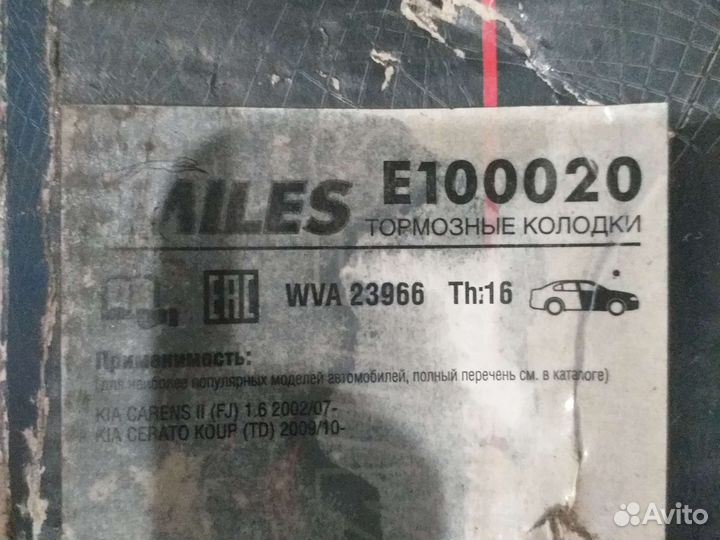 MILES
E100020
ТОРМОЗНЫЕ КОЛОДКИ
EAC
WVA 23966 Th:16
Применимость:
(для наиболее популярных моделей автомобилей, полный перечень см. в каталоге)
KIA CARENS II (FJ) 1.6 2002/07-
KIA CERATO KOUP (TD) 2009/10-
Avito